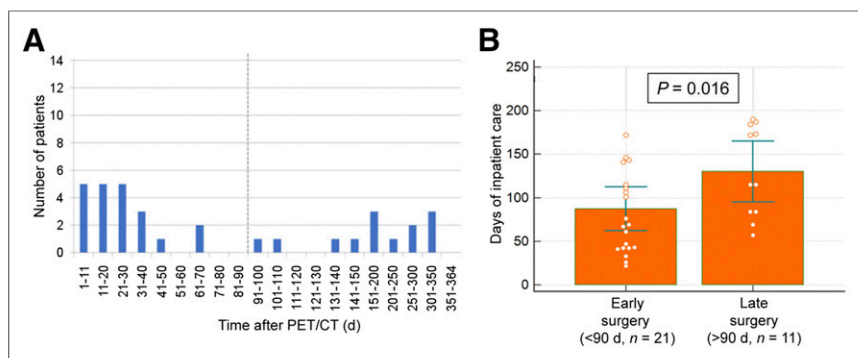 A
Number of patients
14
12
10
8
6
4
2
0
1-11
11-20
21-30
31-40
41-50
51-60
61-70
71-80
81-90
91-100
101-110
111-120
121-130
131-140
141-150
151-200
201-250
251-300
301-350
351-364
Time after PET/CT (d)
B
Days of inpatient care
250
200
150
100
50
0
P = 0.016
Early
surgery
(<90 d, n = 21)
Late
surgery
(>90 d, n = 11)